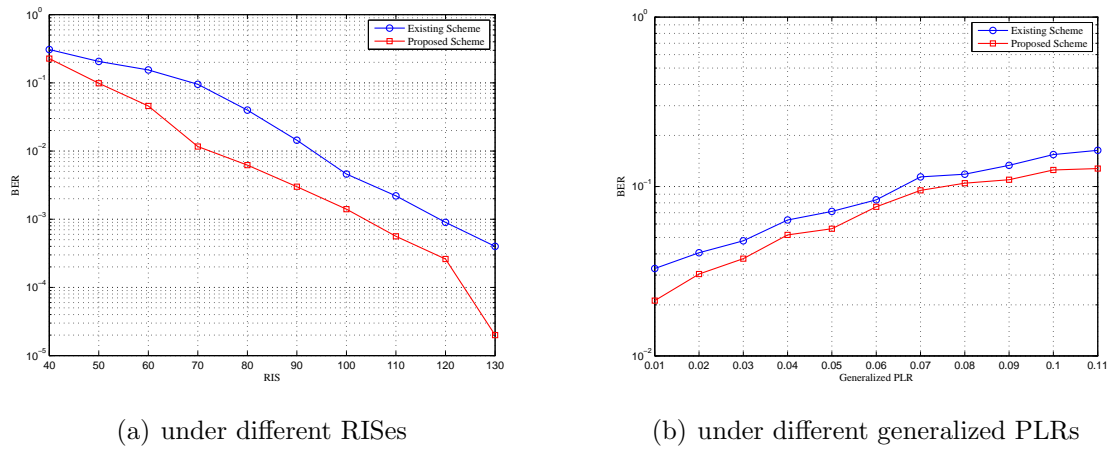 10^0
10^−1
10^−2
10^−3
10^−4
10^−5
BER
40 50 60 70 80 90 100 110 120 130
RIS
Existing Scheme
Proposed Scheme
(a) under different RISes
10^0
10^−1
10^−2
BER
0.01 0.02 0.03 0.04 0.05 0.06 0.07 0.08 0.09 0.1 0.11
Generalized PLR
Existing Scheme
Proposed Scheme
(b) under different generalized PLRs